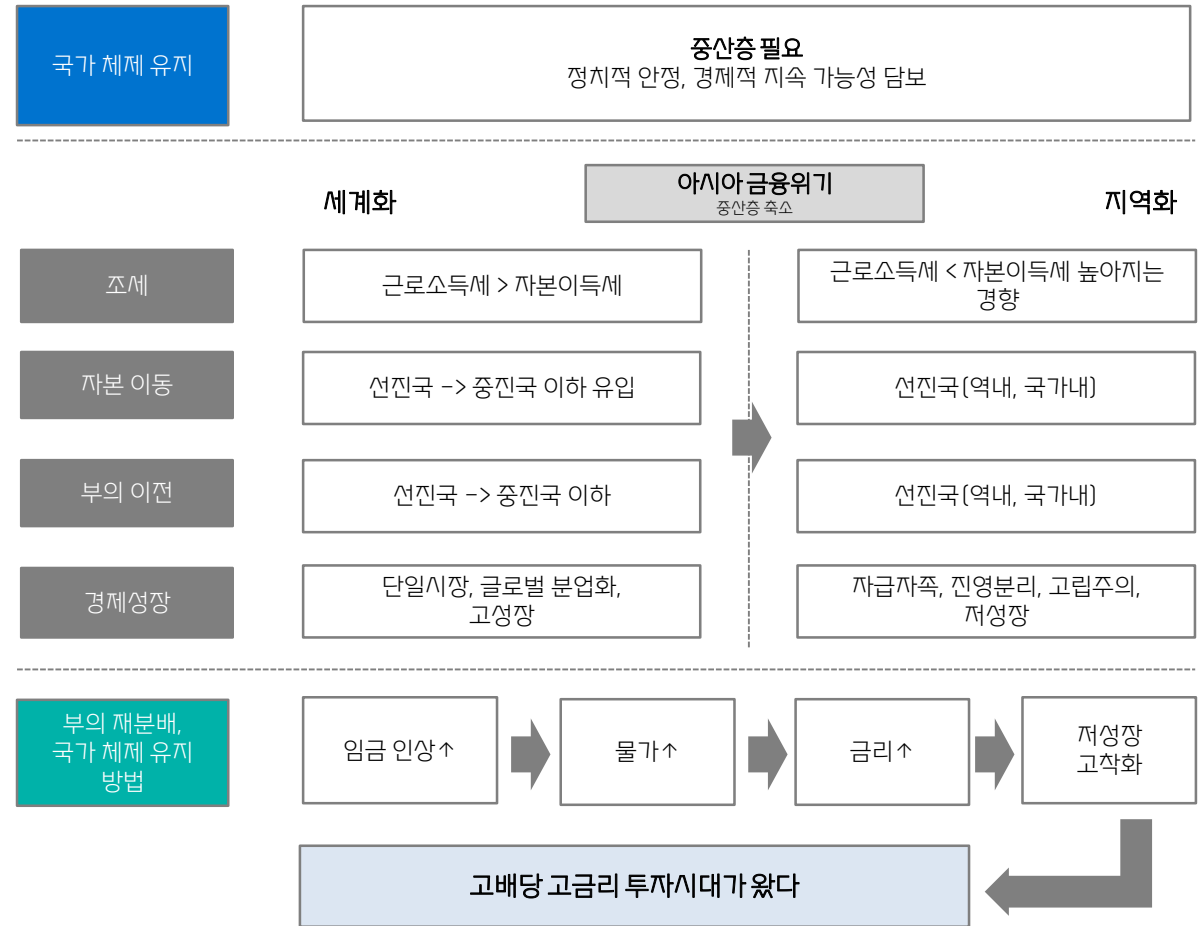 국가 체제 유지
중산층 필요
정치적 안정, 경제적 지속 가능성 담보
세계화
아시아 금융위기
중산층 축소
지역화
조세
근로소득세 > 자본이득세
근로소득세 < 자본이득세 높아지는
경향
자본 이동
선진국 -> 중진국 이하 유입
선진국(역내, 국가내)
부의 이전
선진국 -> 중진국 이하
선진국(역내, 국가내)
경제성장
단일시장, 글로벌 분업화,
고성장
자급자족, 진영분리, 고립주의,
저성장
부의 재분배,
국가 체제 유지
방법
임금 인상↑
물가↑
금리↑
저성장
고착화
고배당 고금리 투자시대가 왔다